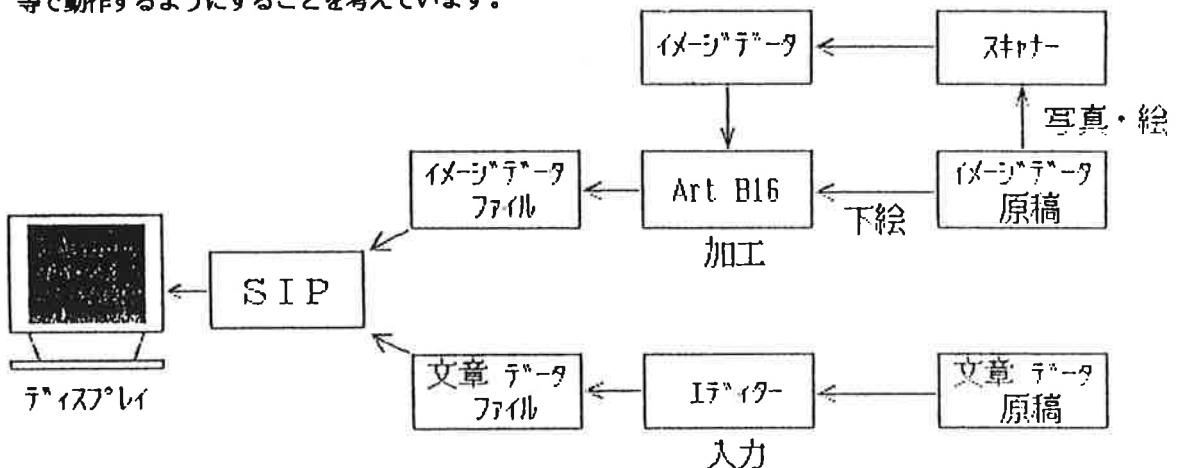 等で動作するようにすることを考えています。
イメージデータ
スキャナー
写真・絵
イメージデータ
ファイル
Art B16
加工
下絵
イメージデータ
原稿
SIP
ディスプレイ
文章 データ
ファイル
エディター
入力
文章 データ
原稿